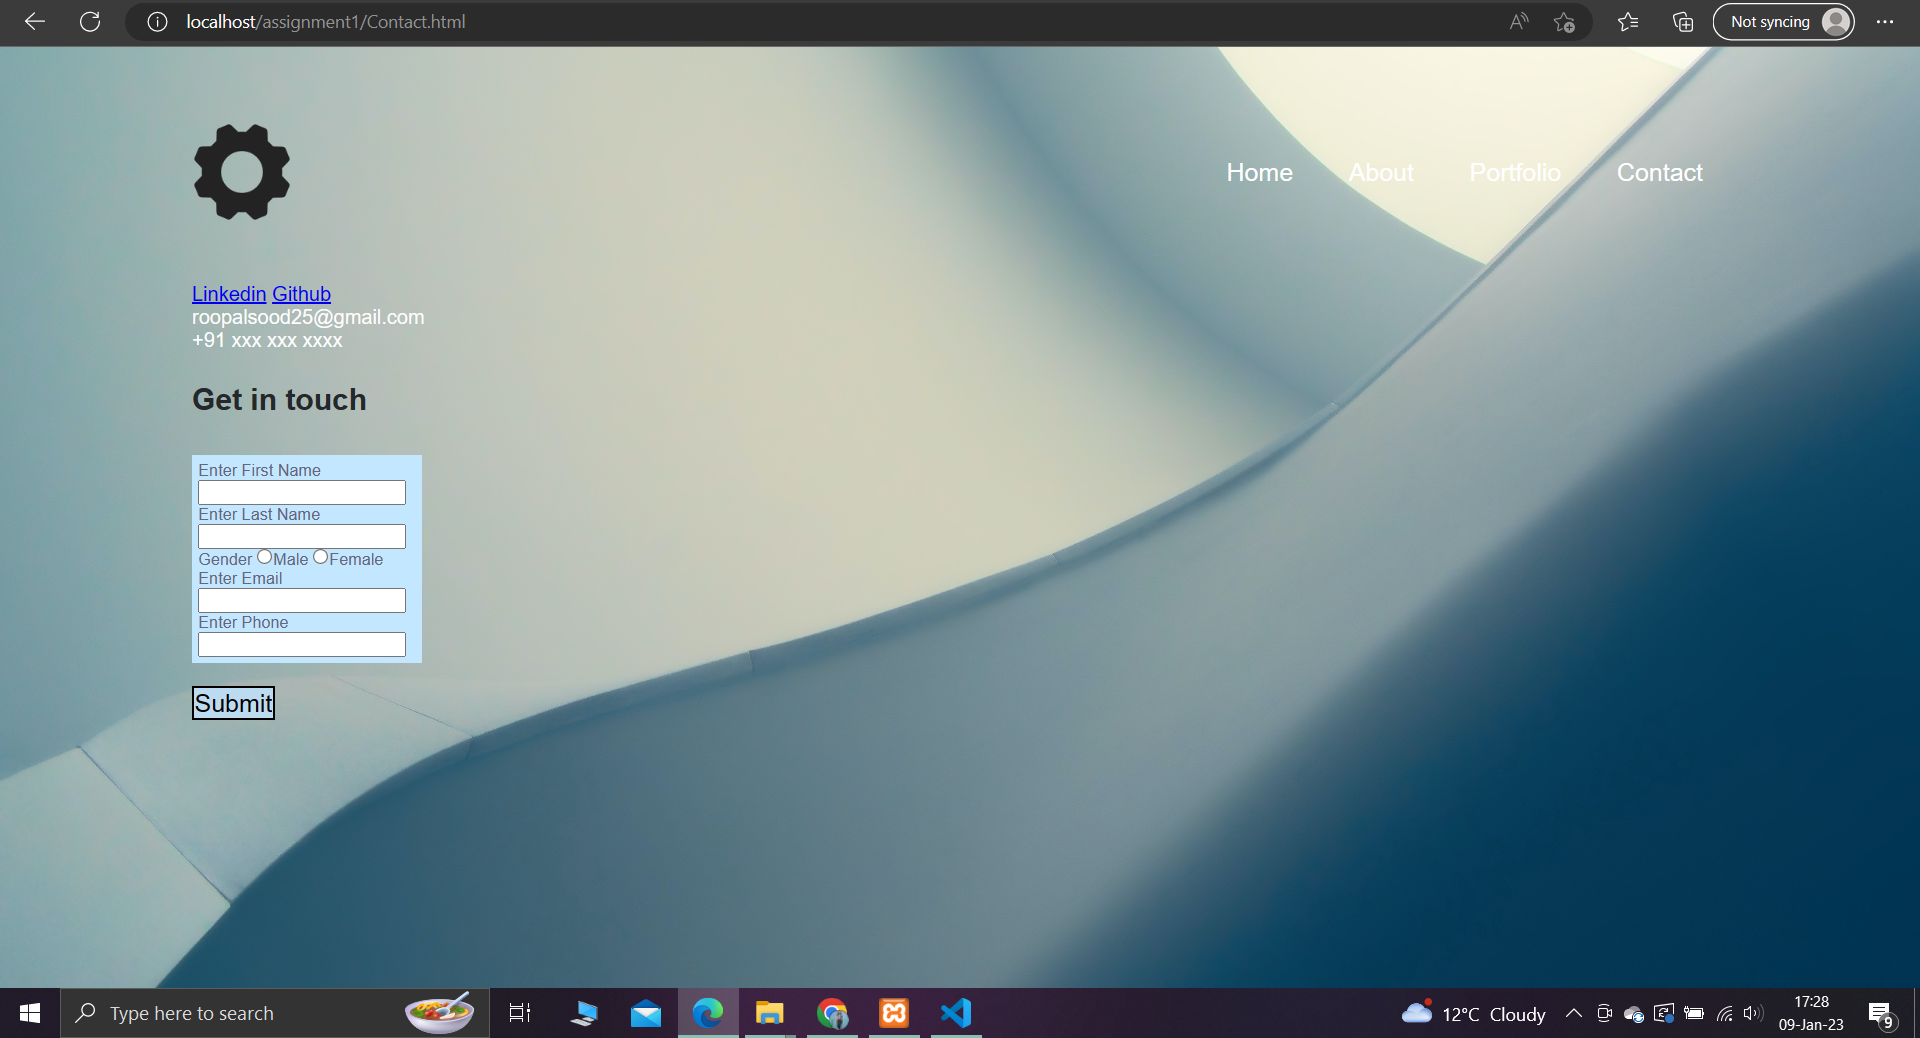 localhost/assignment1/Contact.html
Not syncing
Home About Portfolio Contact
Linkedin Github
roopalsood25@gmail.com
+91 xxx xxx xxxx
Get in touch
Enter First Name
Enter Last Name
Gender Male Female
Enter Email
Enter Phone
Submit
Type here to search
12°C Cloudy
17:28
09-Jan-23
9